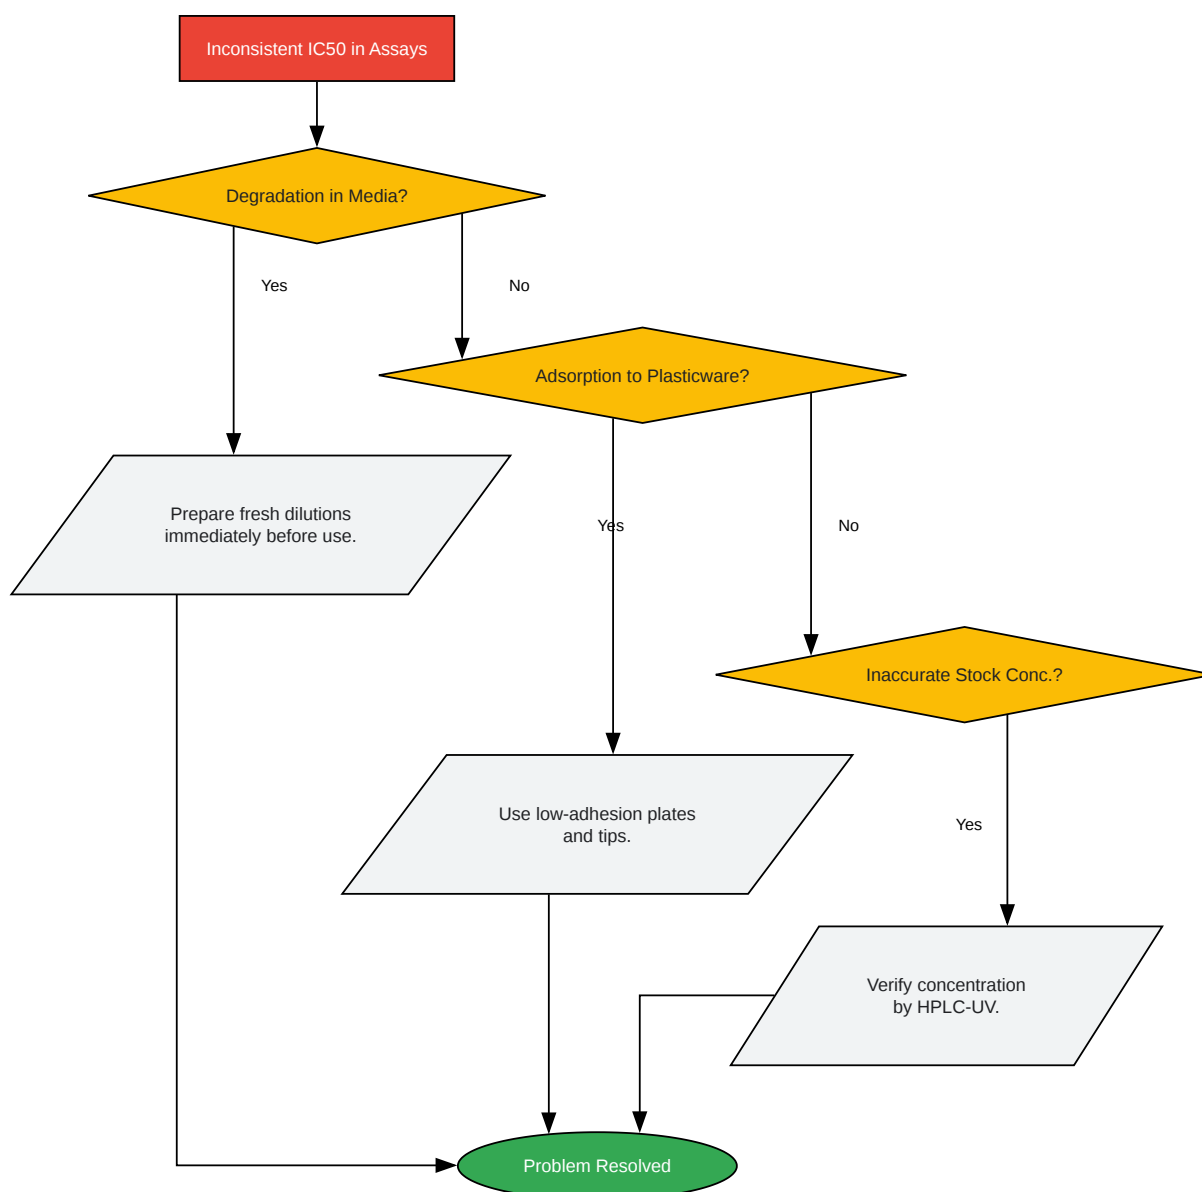 Inconsistent IC50 in Assays
Degradation in Media?
Yes
No
Adsorption to Plasticware?
Prepare fresh dilutions
immediately before use.
Yes
No
Inaccurate Stock Conc.?
Use low-adhesion plates
and tips.
Yes
Verify concentration
by HPLC-UV.
Problem Resolved